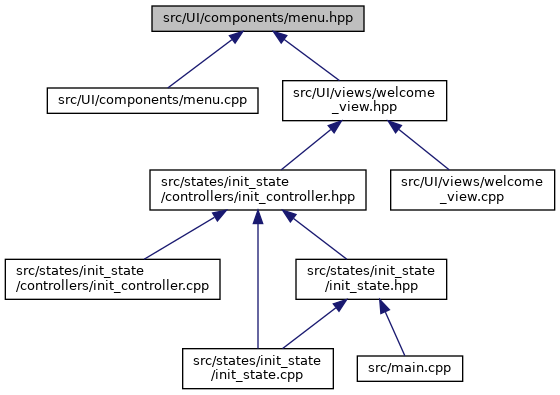 src/UI/components/menu.hpp
src/UI/components/menu.cpp
src/UI/views/welcome
_view.hpp
src/states/init_state
/controllers/init_controller.hpp
src/UI/views/welcome
_view.cpp
src/states/init_state
/controllers/init_controller.cpp
src/states/init_state
/init_state.hpp
src/states/init_state
/init_state.cpp
src/main.cpp